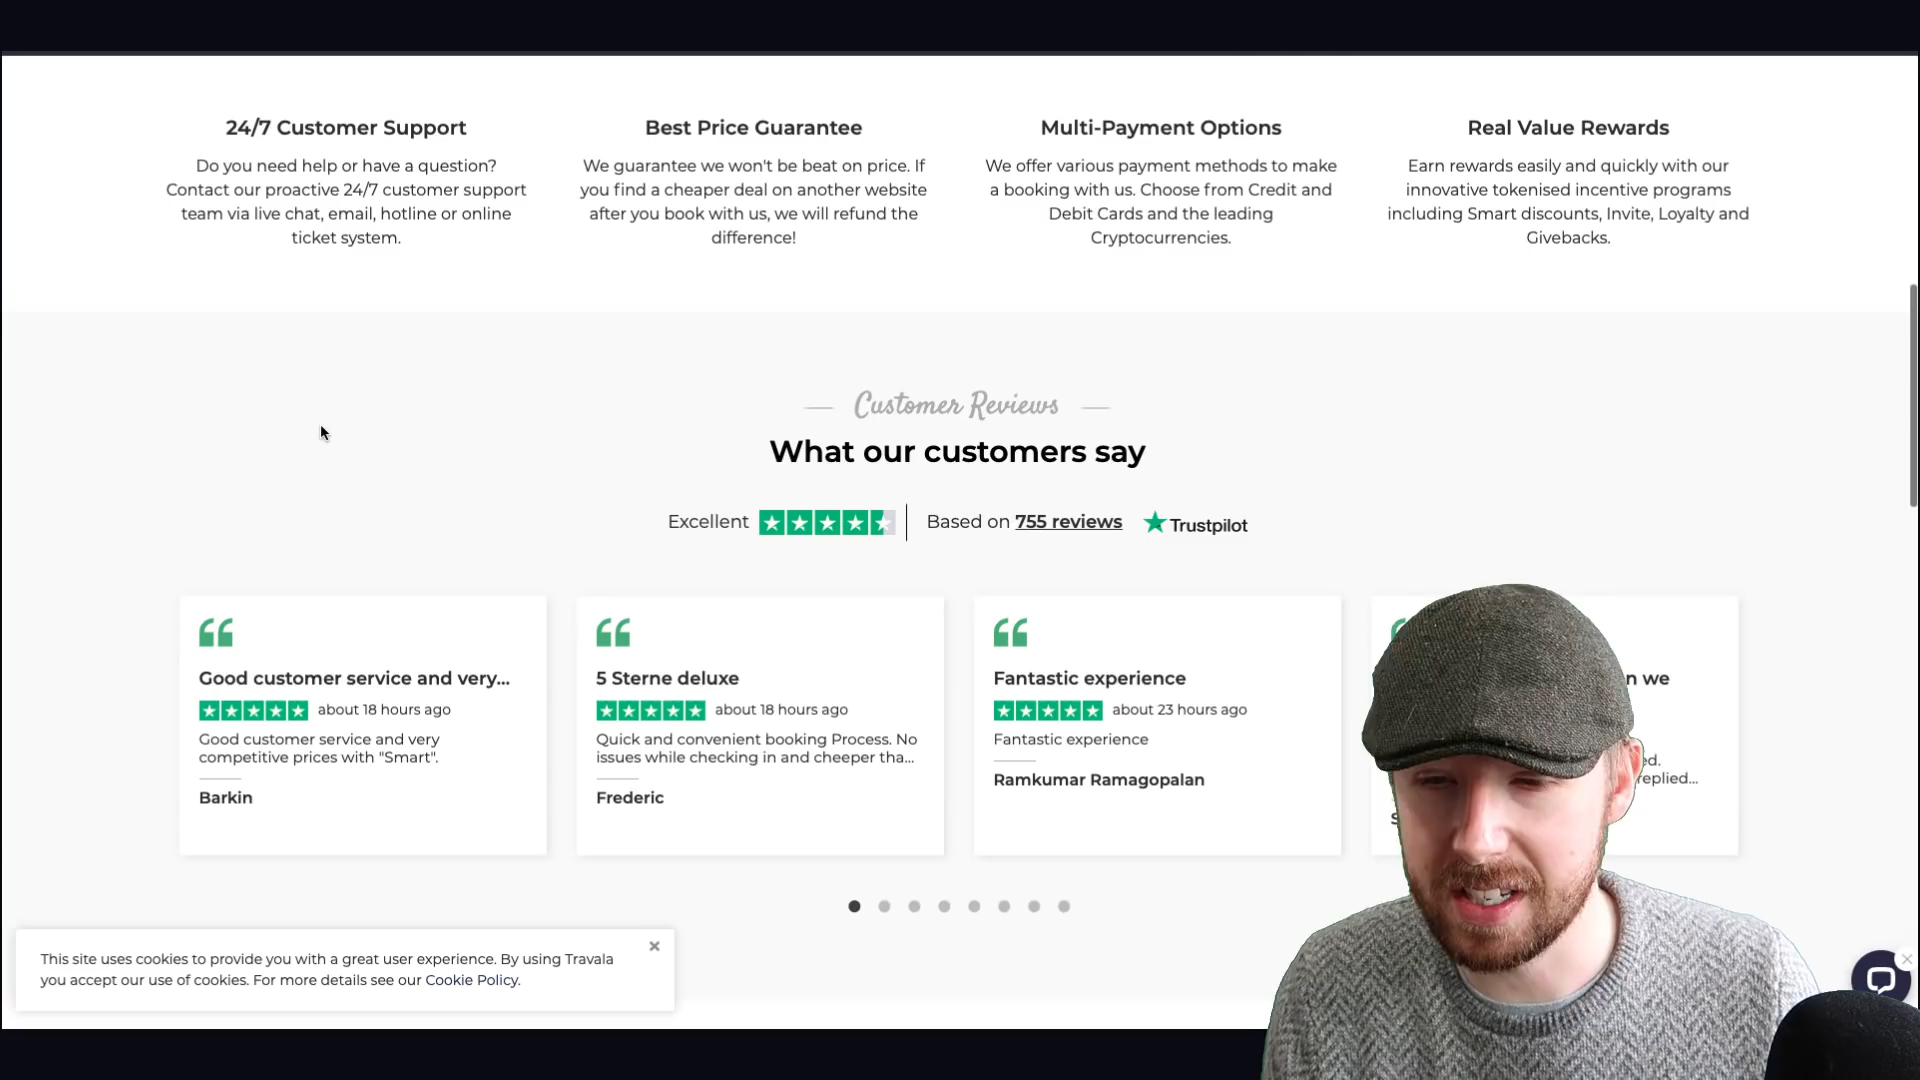 24/7 Customer Support
Do you need help or have a question?
Contact our proactive 24/7 customer support
team via live chat, email, hotline or online
ticket system.
Best Price Guarantee
We guarantee we won't be beat on price. If
you find a cheaper deal on another website
after you book with us, we will refund the
difference!
Multi-Payment Options
We offer various payment methods to make
a booking with us. Choose from Credit and
Debit Cards and the leading
Cryptocurrencies.
Real Value Rewards
Earn rewards easily and quickly with our
innovative tokenised incentive programs
including Smart discounts, Invite, Loyalty and
Givebacks.
Customer Reviews
What our customers say
Excellent
Based on 755 reviews
Trustpilot
Good customer service and very...
about 18 hours ago
Good customer service and very
competitive prices with "Smart".
Barkin
5 Sterne deluxe
about 18 hours ago
Quick and convenient booking Process. No
issues while checking in and cheeper tha...
Frederic
Fantastic experience
about 23 hours ago
Fantastic experience
Ramkumar Ramagopalan
we
replied...
This site uses cookies to provide you with a great user experience. By using Travala
you accept our use of cookies. For more details see our Cookie Policy.